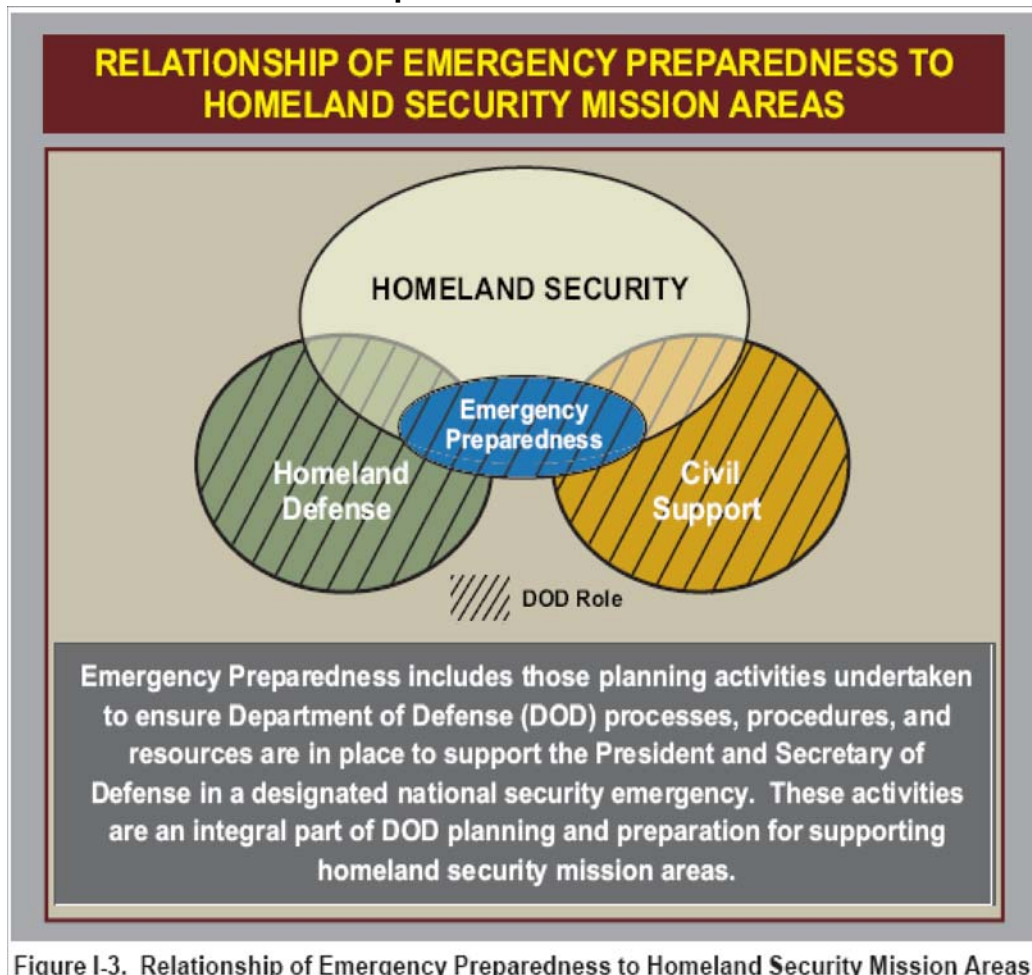 RELATIONSHIP OF EMERGENCY PREPAREDNESS TO
HOMELAND SECURITY MISSION AREAS
HOMELAND SECURITY
Emergency
Preparedness
Homeland
Defense
Civil
Support
DOD Role
Emergency Preparedness includes those planning activities undertaken
to ensure Department of Defense (DOD) processes, procedures, and
resources are in place to support the President and Secretary of
Defense in a designated national security emergency. These activities
are an integral part of DOD planning and preparation for supporting
homeland security mission areas.
Figure I-3. Relationship of Emergency Preparedness to Homeland Security Mission Areas